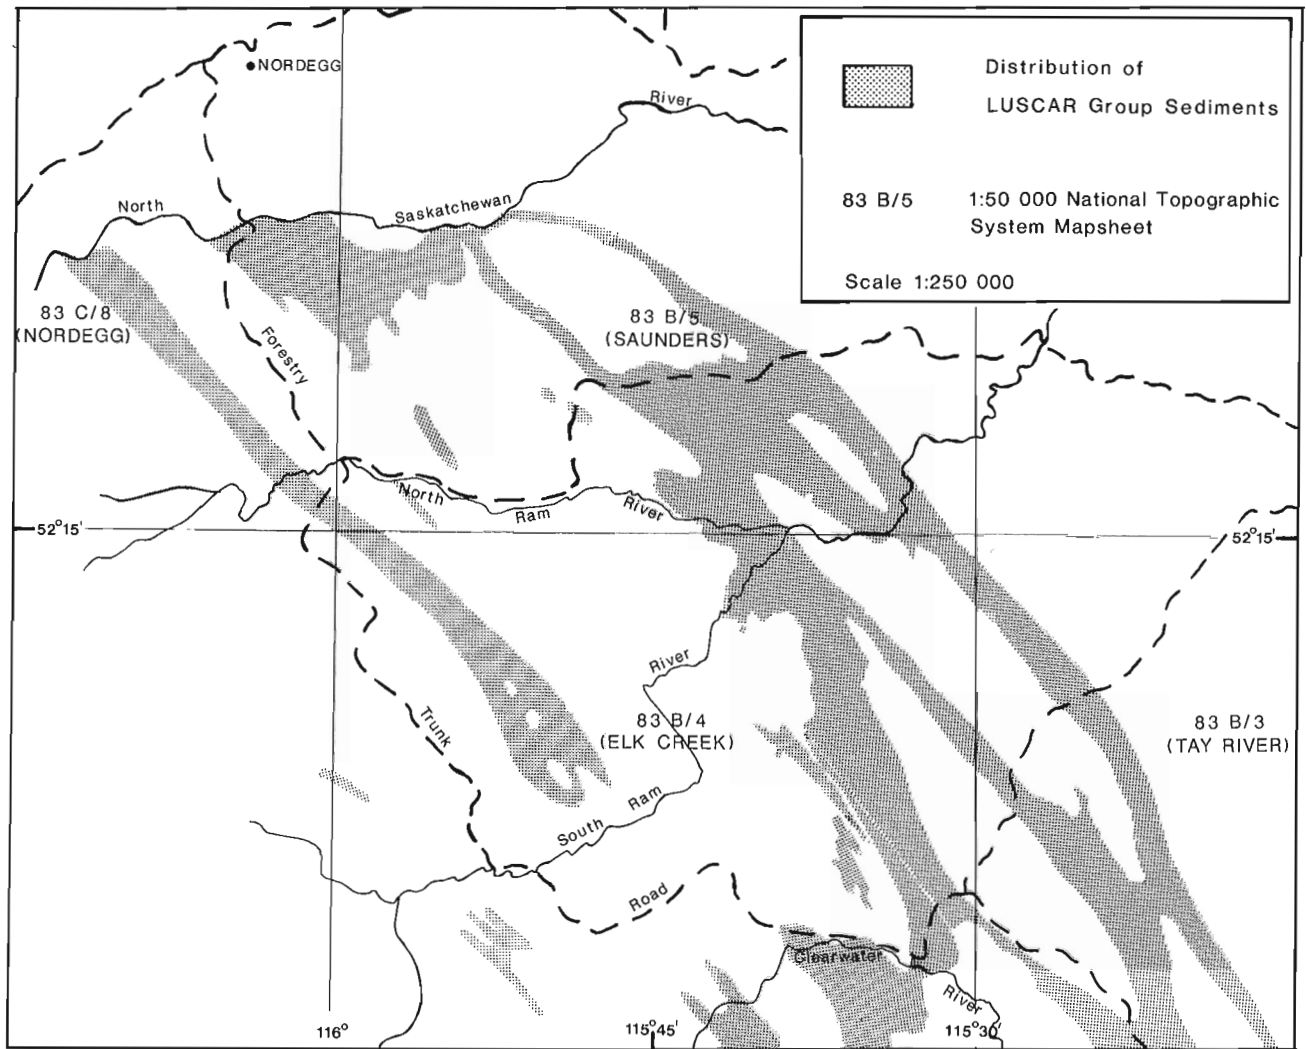 Distribution of
LUSCAR Group Sediments
83 B/5 1:50 000 National Topographic
System Mapsheet
Scale 1:250 000
NORDEGG
River
North
Saskatchewan
83 C/8
(NORDEGG)
83 B/5
(SAUNDERS)
Forestry
North
Ram
River
52°15'
52°15'
River
83 B/4
(ELK CREEK)
83 B/3
(TAY RIVER)
Trunk
South
Ram
Road
Clearwater
River
116°
115°45'
115°30'